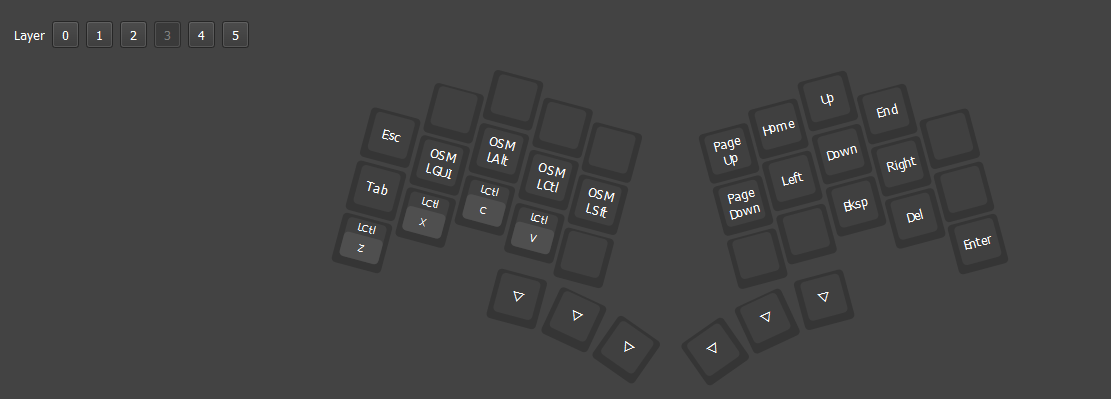 Layer 0 1 2 3 4 5
Esc
Tab
LCtl
Z
OSM
LGUI
LCtl
X
OSM
LAlt
LCtl
C
OSM
LCtl
LCtl
V
OSM
LSft
Page
Up
Page
Down
Home
Left
Up
Down
Bksp
End
Right
Del
Enter